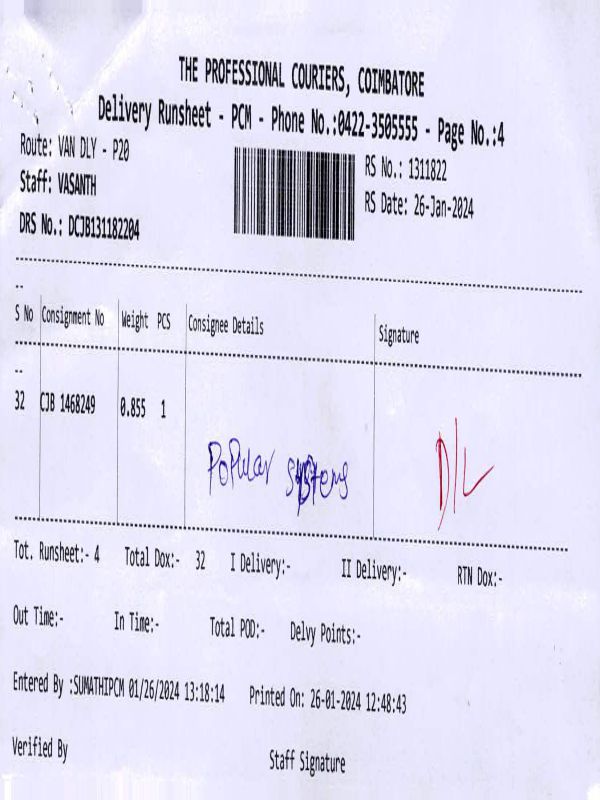 THE PROFESSIONAL COURIERS, COIMBATORE
Delivery Runsheet - PCM - Phone No.:0422-3505555 - Page No.:4
Route: VAN DLY - P20
RS No.: 1311822
Staff: VASANTH
RS Date: 26-Jan-2024
DRS No.: DCJB131182204
--
S No Consignment No Weight PCS Consignee Details Signature
--
32 CJB 1468249 0.855 1
Popular systems
D/L
Tot. Runsheet:- 4 Total Dox:- 32 I Delivery:- II Delivery:- RTN Dox:-
Out Time:- In Time:- Total POD:- Delvy Points:-
Entered By :SUMATHIPCM 01/26/2024 13:18:14 Printed On: 26-01-2024 12:48:43
Verified By Staff Signature